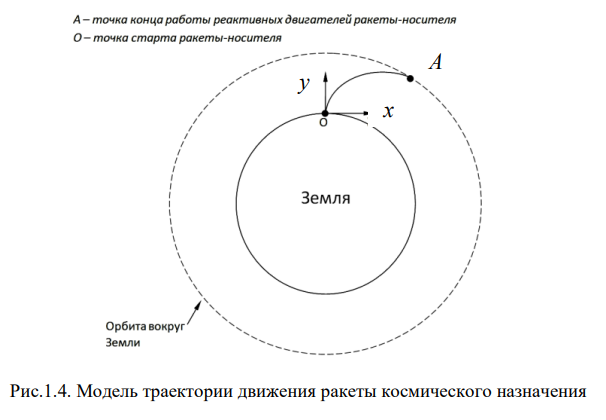 А – точка конца работы реактивных двигателей ракеты-носителя
О – точка старта ракеты-носителя
A
y
x
О
Земля
Орбита вокруг
Земли
Рис.1.4. Модель траектории движения ракеты космического назначения